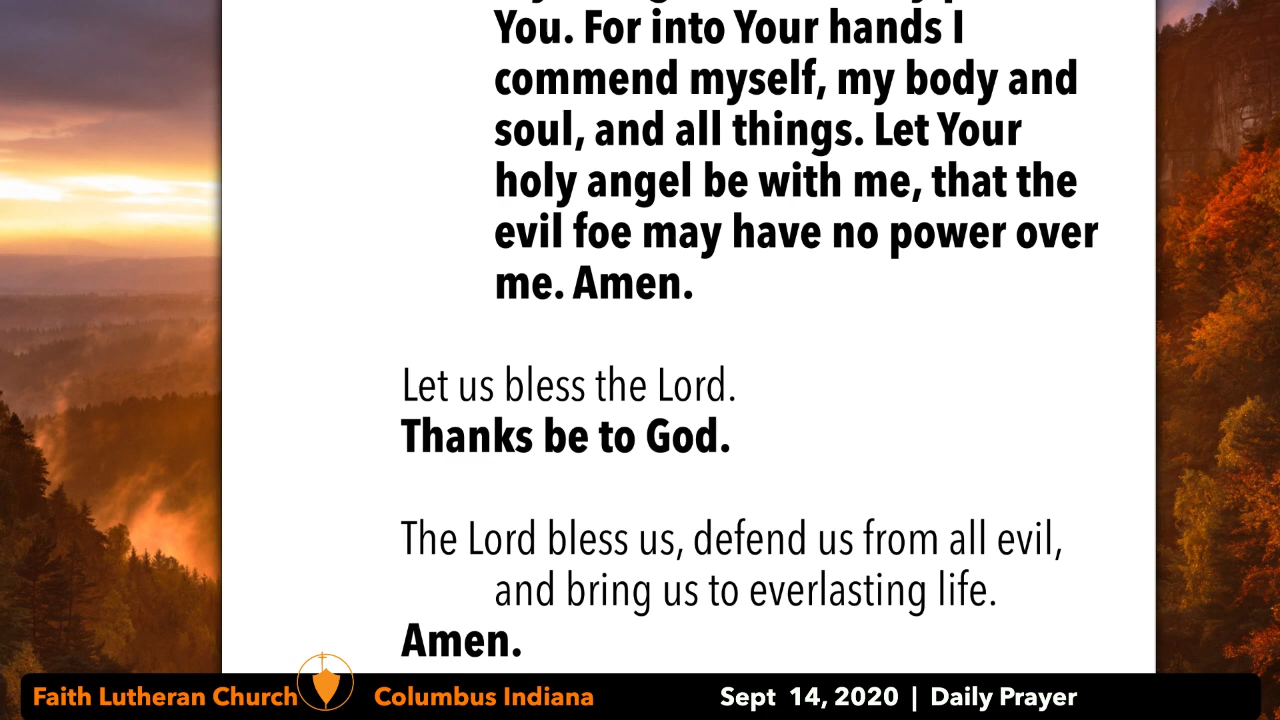 You. For into Your hands I
commend myself, my body and
soul, and all things. Let Your
holy angel be with me, that the
evil foe may have no power over
me. Amen.
Let us bless the Lord.
Thanks be to God.
The Lord bless us, defend us from all evil,
and bring us to everlasting life.
Amen.
Faith Lutheran Church Columbus Indiana Sept 14, 2020 | Daily Prayer